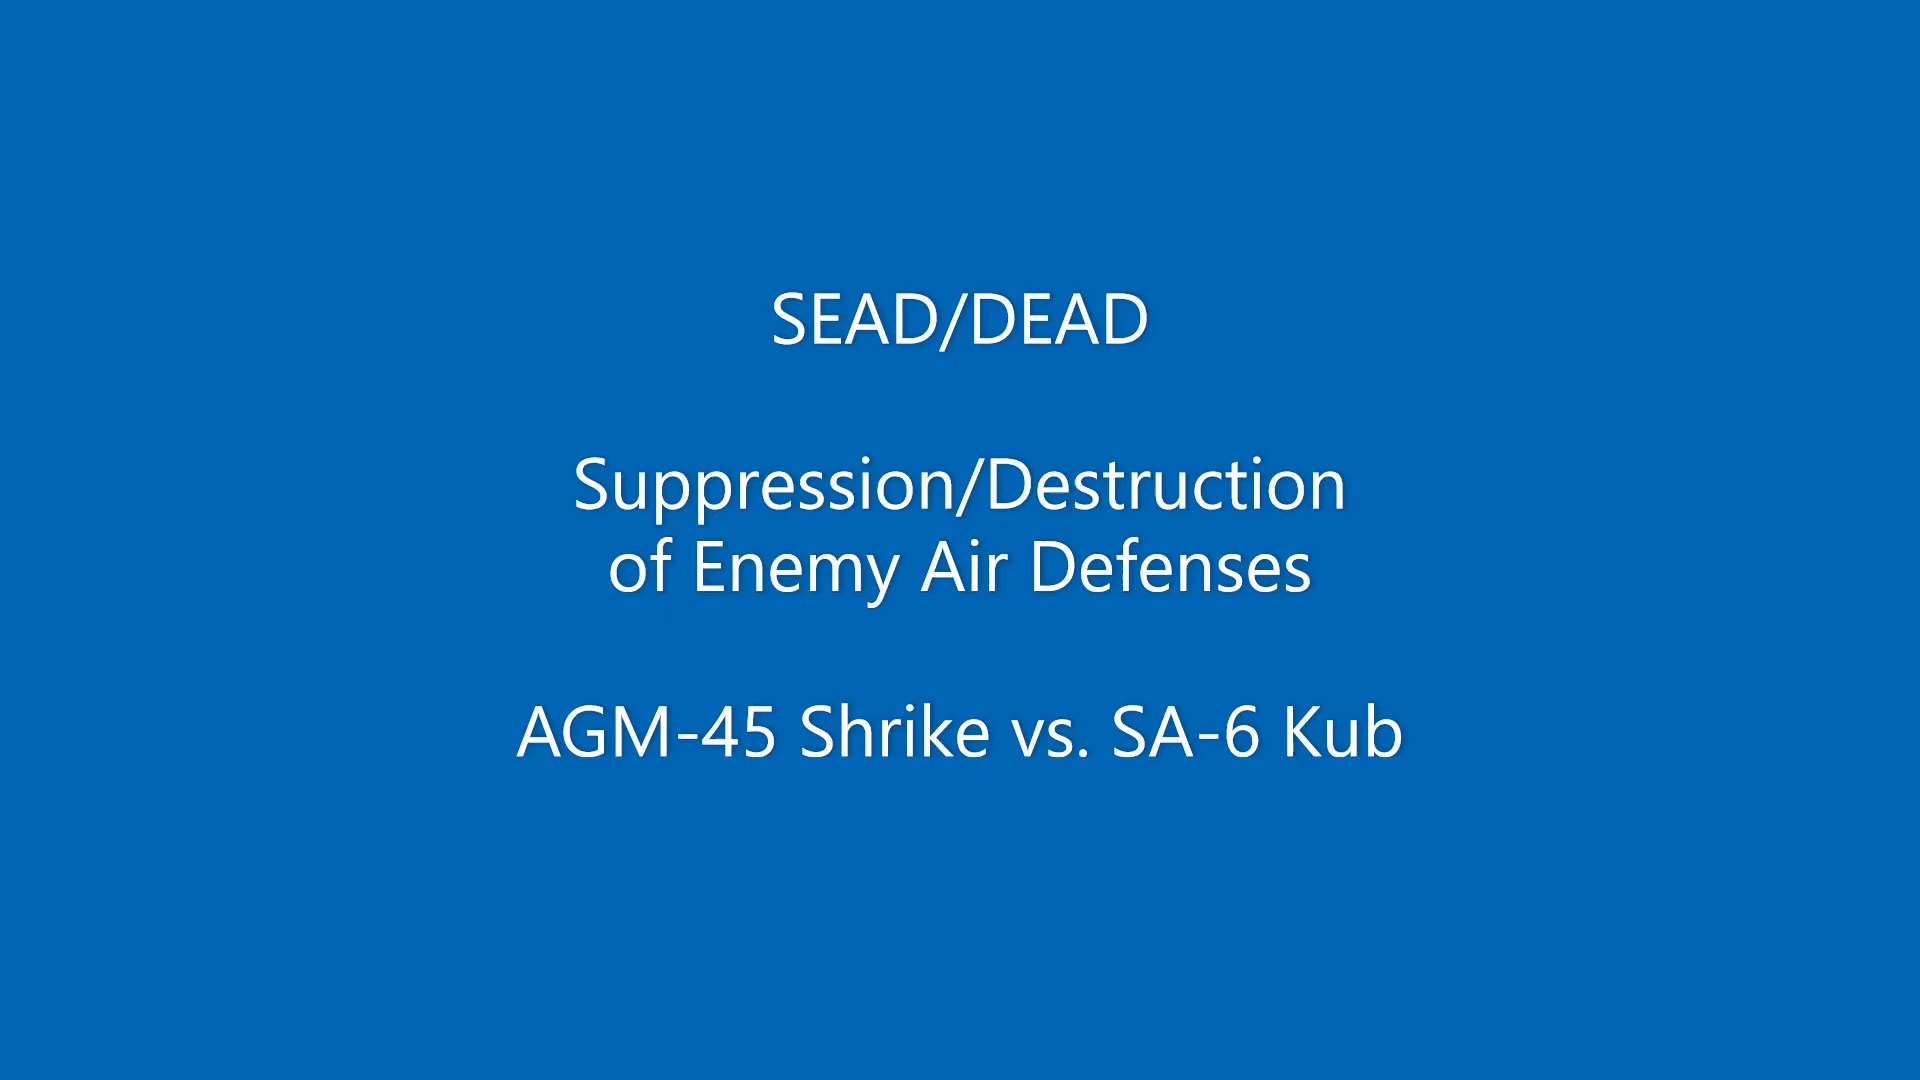 SEAD/DEAD
Suppression/Destruction
of Enemy Air Defenses
AGM-45 Shrike vs. SA-6 Kub